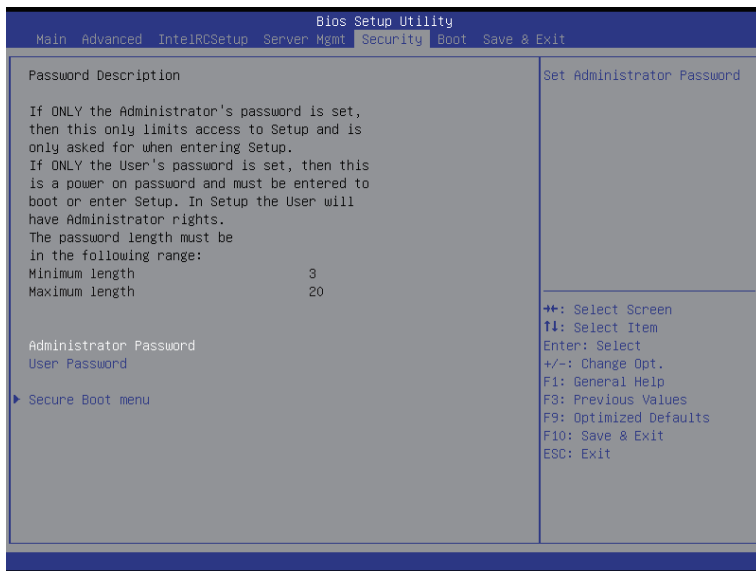 Bios Setup Utility
Main Advanced IntelRCSetup Server Mgmt Security Boot Save & Exit
Password Description
If ONLY the Administrator's password is set,
then this only limits access to Setup and is
only asked for when entering Setup.
If ONLY the User's password is set, then this
is a power on password and must be entered to
boot or enter Setup. In Setup the User will
have Administrator rights.
The password length must be
in the following range:
Minimum length 3
Maximum length 20
Administrator Password
User Password
Secure Boot menu
Set Administrator Password
→←: Select Screen
↑↓: Select Item
Enter: Select
+/-: Change Opt.
F1: General Help
F3: Previous Values
F9: Optimized Defaults
F10: Save & Exit
ESC: Exit